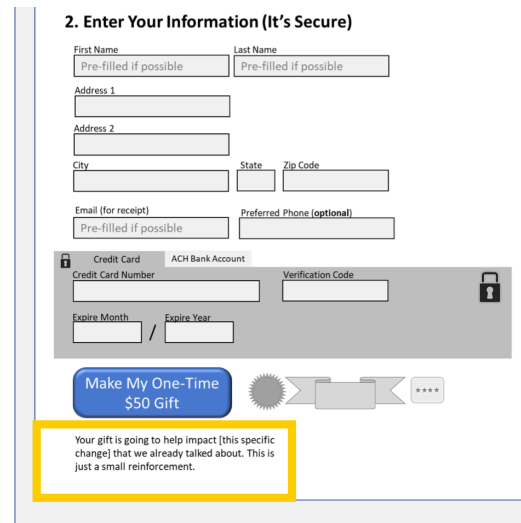 2. Enter Your Information (It's Secure)
First Name Last Name
Pre-filled if possible Pre-filled if possible
Address 1
Address 2
City State Zip Code
Email (for receipt) Preferred Phone (optional)
Pre-filled if possible
Credit Card ACH Bank Account
Credit Card Number Verification Code
Expire Month Expire Year
/
Make My One-Time
$50 Gift
****
Your gift is going to help impact [this specific
change] that we already talked about. This is
just a small reinforcement.